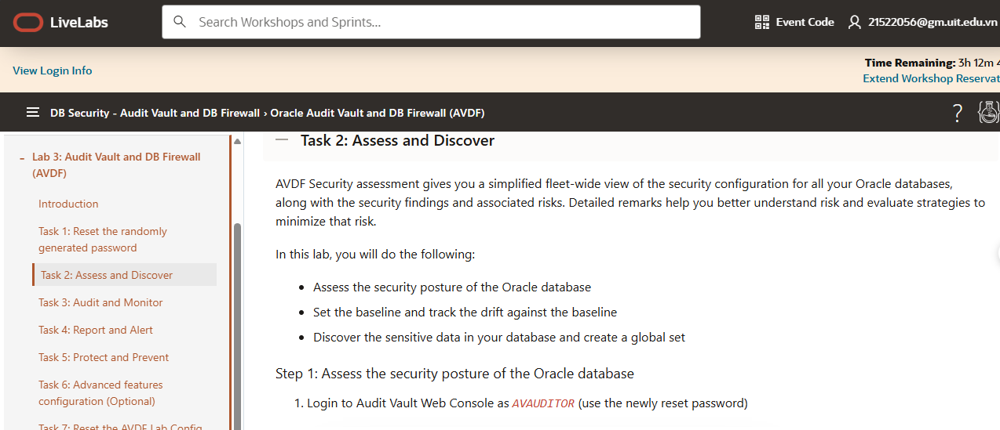 LiveLabs
Search Workshops and Sprints...
Event Code
21522056@gm.uit.edu.vn
View Login Info
Time Remaining: 3h 12m
Extend Workshop Reservat
DB Security - Audit Vault and DB Firewall › Oracle Audit Vault and DB Firewall (AVDF)
?
- Lab 3: Audit Vault and DB Firewall
(AVDF)
Introduction
Task 1: Reset the randomly
generated password
Task 2: Assess and Discover
Task 3: Audit and Monitor
Task 4: Report and Alert
Task 5: Protect and Prevent
Task 6: Advanced features
configuration (Optional)
Task 7: Reset the AVDF Lab Config
— Task 2: Assess and Discover
AVDF Security assessment gives you a simplified fleet-wide view of the security configuration for all your Oracle databases,
along with the security findings and associated risks. Detailed remarks help you better understand risk and evaluate strategies to
minimize that risk.
In this lab, you will do the following:
• Assess the security posture of the Oracle database
• Set the baseline and track the drift against the baseline
• Discover the sensitive data in your database and create a global set
Step 1: Assess the security posture of the Oracle database
1. Login to Audit Vault Web Console as AVAUDITOR (use the newly reset password)